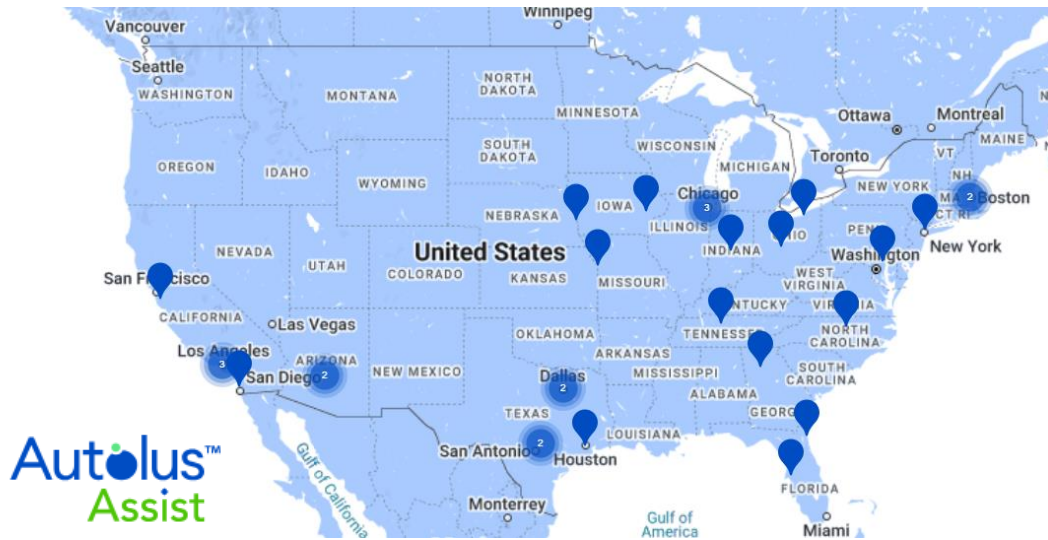 Winnipeg
Vancouver
Seattle
WASHINGTON
MONTANA
NORTH
DAKOTA
MINNESOTA
Ottawa
Montreal
MAINE
VT
NH
OREGON
IDAHO
WYOMING
SOUTH
DAKOTA
WISCONSIN
MICHIGAN
Toronto
NEW YORK
MA
CT RI
2
Boston
NEBRASKA
IOWA
Chicago
3
ILLINOIS
INDIANA
New York
Washington
NEVADA
UTAH
COLORADO
United States
KANSAS
MISSOURI
WEST
VIRGINIA
San Francisco
CALIFORNIA
Las Vegas
Los Angeles
3
San Diego
ARIZONA
2
NEW MEXICO
OKLAHOMA
ARKANSAS
TENNESSEE
NORTH
CAROLINA
SOUTH
CAROLINA
MISSISSIPPI
ALABAMA
Dallas
2
TEXAS
LOUISIANA
San Antonio
2
Houston
FLORIDA
Miami
Monterrey
Gulf of California
Gulf of
America
Autolus™
Assist